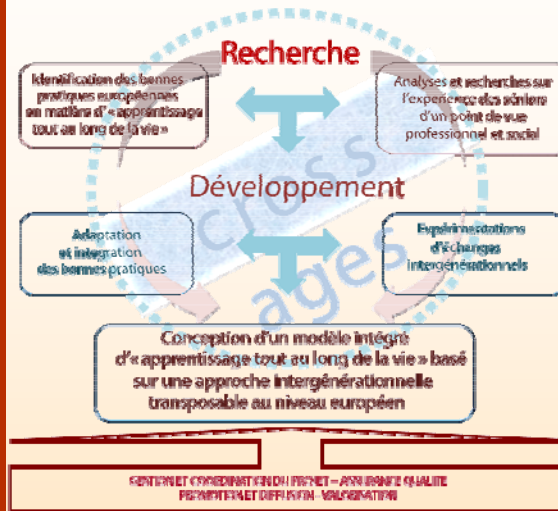 Recherche
Identification des bonnes
pratiques européennes
en matière d'« apprentissage
tout au long de la vie »
Analyses et recherches sur
l'expérience des séniors
d'un point de vue
professionnel et social
cross
ages
Développement
Adaptation
et intégration
des bonnes pratiques
Expérimentations
d'échanges
intergénérationnels
Conception d'un modèle intégré
d'« apprentissage tout au long de la vie » basé
sur une approche intergénérationnelle
transposable au niveau européen
GESTION ET COORDINATION DU PROJET – ASSURANCE QUALITE
PROMOTION ET DIFFUSION - VALORISATION